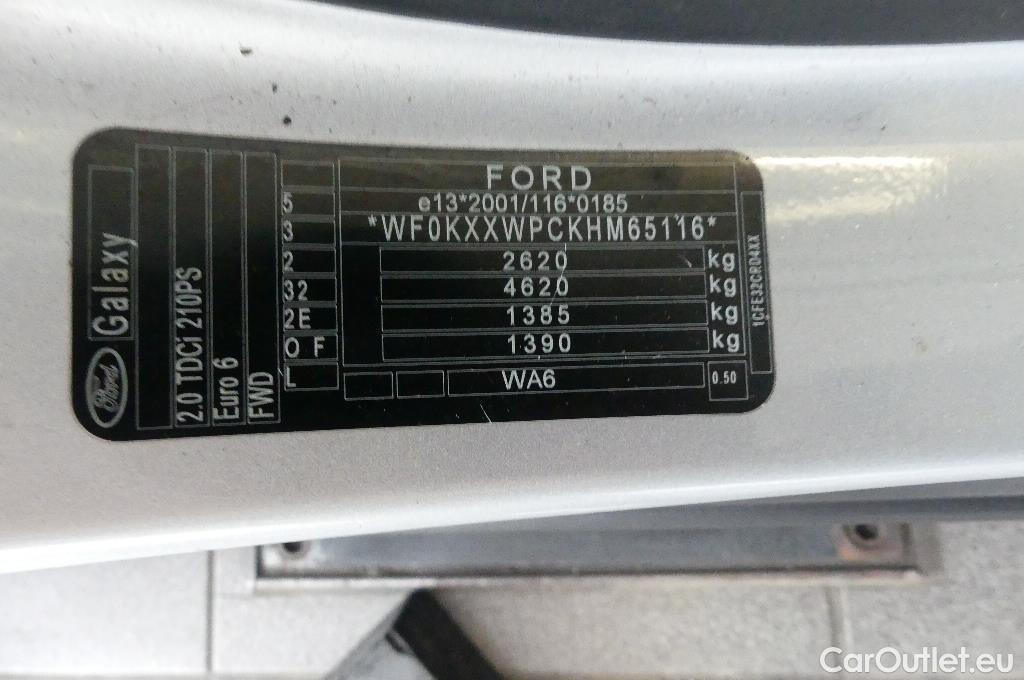 FORD
5 e13*2001/116*0185
3 *WF0KXXWPCKHM65116*
2 2620 kg
32 4620 kg
2E 1385 kg
O F 1390 kg
L WA6 0.50
Ford Galaxy
2.0 TDCi 210PS
Euro 6
FWD
1CFE32CRD4XX
CarOutlet.eu